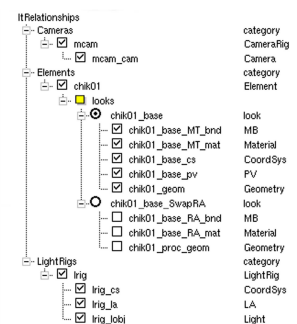 ItRelationships
Cameras category
mcam CameraRig
mcam_cam Camera
Elements category
chik01 Element
looks
chik01_base look
chik01_base_MT_bnd MB
chik01_base_MT_mat Material
chik01_base_cs CoordSys
chik01_base_pv PV
chik01_geom Geometry
chik01_base_SwapRA look
chik01_base_RA_bnd MB
chik01_base_RA_mat Material
chik01_proc_geom Geometry
LightRigs category
lrig LightRig
lrig_cs CoordSys
lrig_la LA
lrig_lobj Light